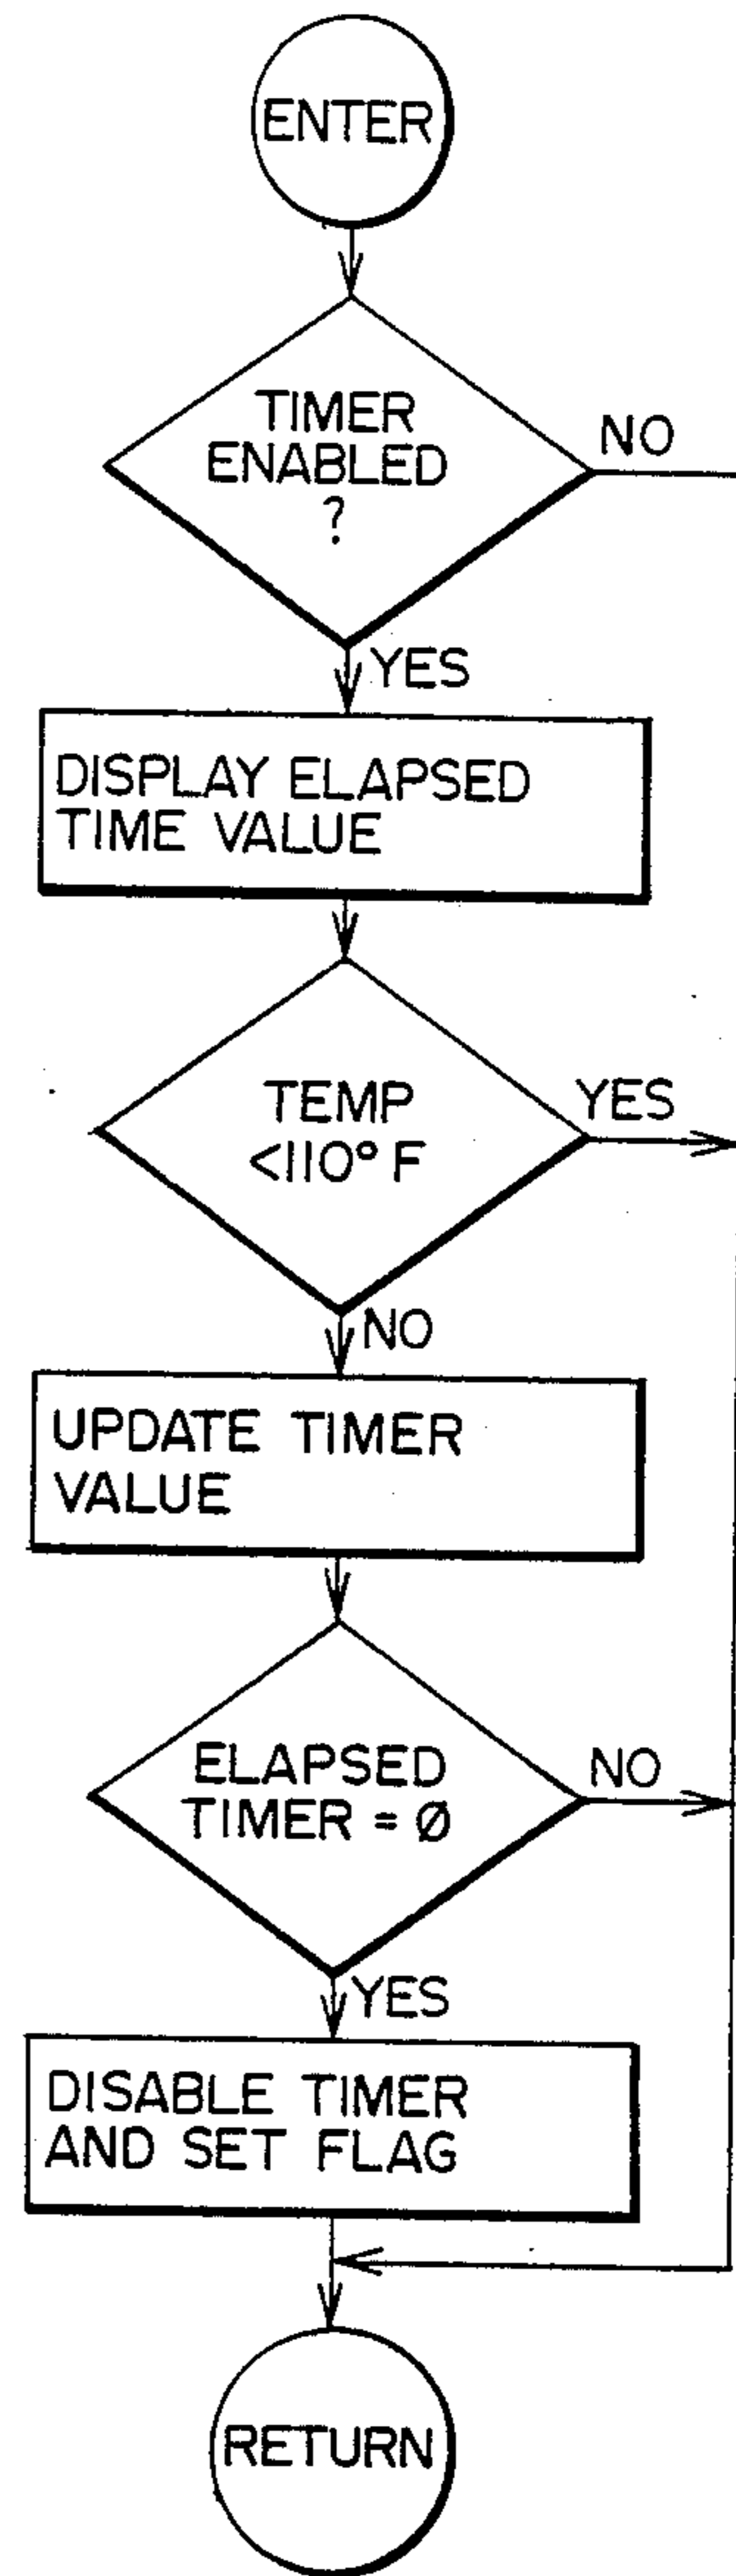 ENTER
TIMER
ENABLED
?
NO
YES
DISPLAY ELAPSED
TIME VALUE
TEMP
<110° F
YES
NO
UPDATE TIMER
VALUE
ELAPSED
TIMER = Ø
NO
YES
DISABLE TIMER
AND SET FLAG
RETURN